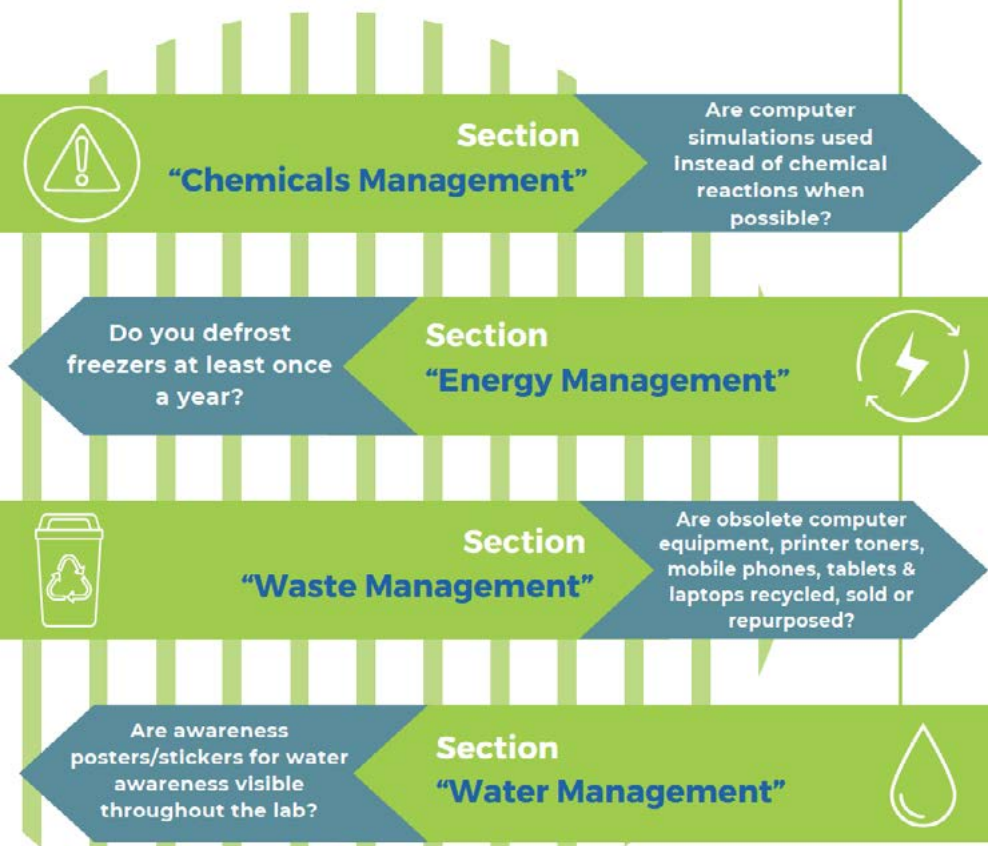 Section
“Chemicals Management”
Are computer
simulations used
instead of chemical
reactions when
possible?
Do you defrost
freezers at least once
a year?
Section
“Energy Management”
Section
“Waste Management”
Are obsolete computer
equipment, printer toners,
mobile phones, tablets &
laptops recycled, sold or
repurposed?
Are awareness
posters/stickers for water
awareness visible
throughout the lab?
Section
“Water Management”